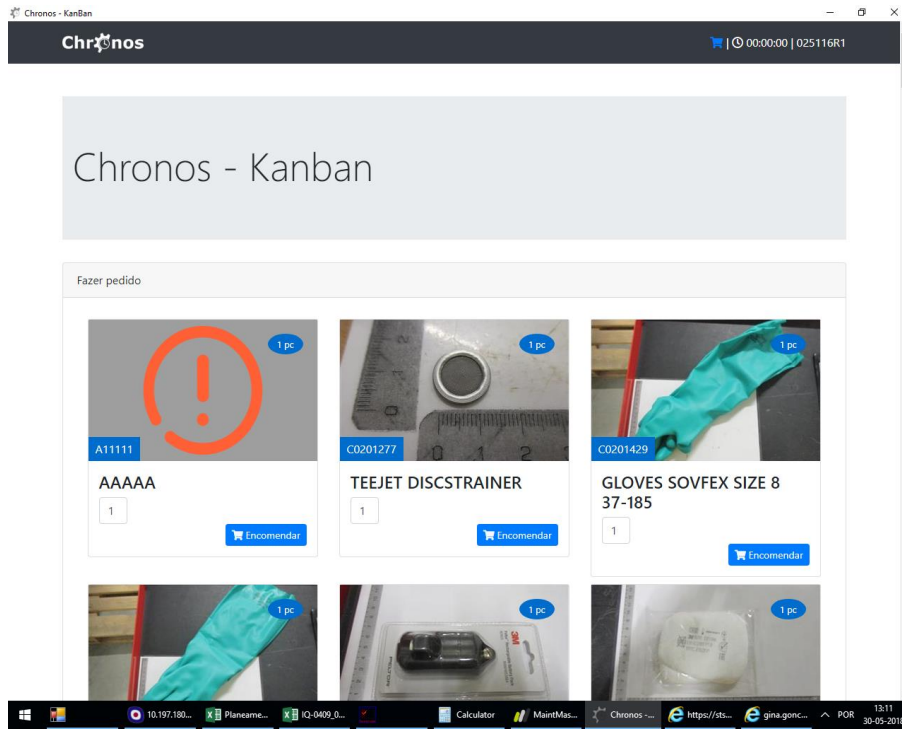 Chronos - KanBan
Chronos
| 00:00:00 | 025116R1
Chronos - Kanban
Fazer pedido
1 pc
1 pc
1 pc
A11111
C0201277
C0201429
AAAAA
TEEJET DISCSTRAINER
GLOVES SOVFEX SIZE 8
37-185
1
1
1
Encomendar
Encomendar
Encomendar
1 pc
1 pc
1 pc
3M
10.197.180...
Planeame...
IQ-0409_0...
Calculator
MaintMas...
Chronos -...
https://sts...
gina.gonc...
POR
13:11
30-05-2018